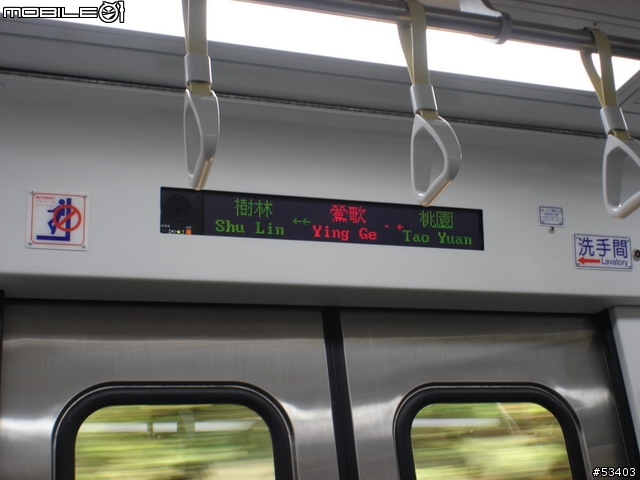 MOBILE01
樹林 ←← 鶯歌 - ← 桃園
Shu Lin Ying Ge Tao Yuan
洗手間
← Lavatory
#53403